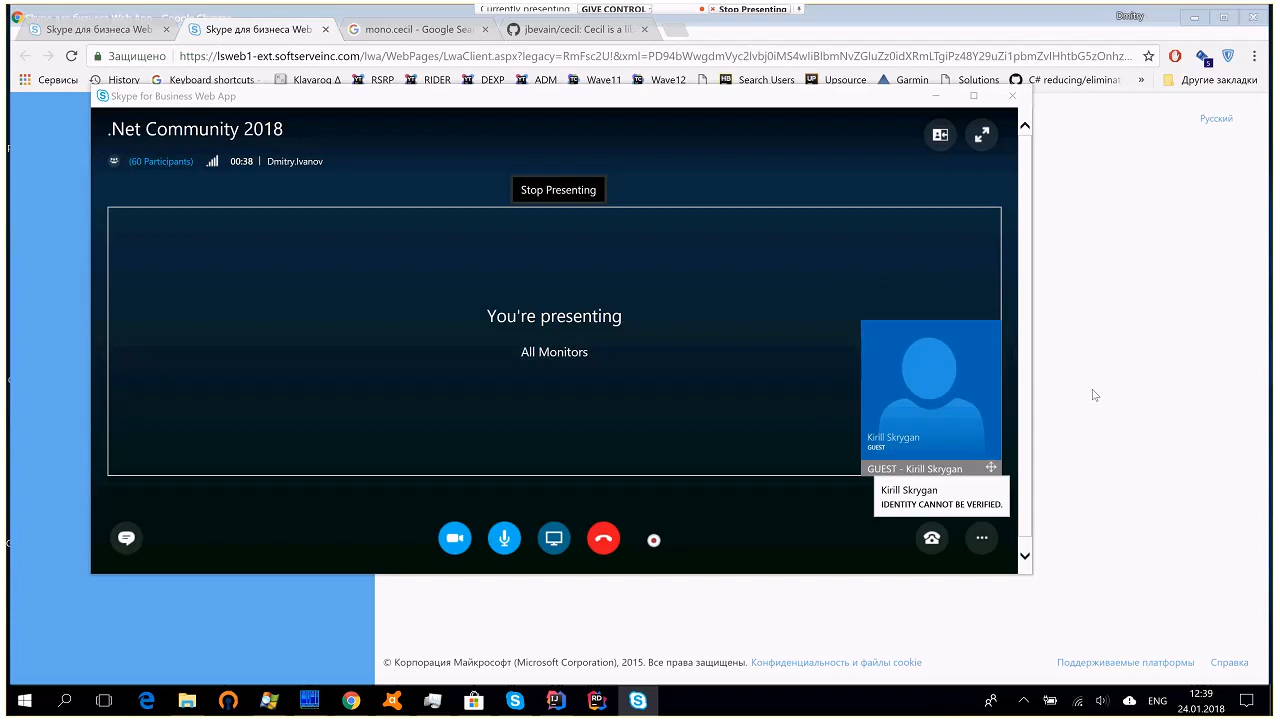 Currently presenting GIVE CONTROL Stop Presenting
Dmitry
Skype для бизнеса Web
Skype для бизнеса Web
mono.cecil - Google Sea
jbevain/cecil: Cecil is a lib
Защищено
https://lsweb1-ext.softserveinc.com/lwa/WebPages/LwaClient.aspx?legacy=RmFsc2U!&xml=PD94bWwgdmVyc2lvbj0iMS4wIiBlbmNvZGluZz0idXRmLTgiPz48Y29uZi1pbmZvIHhtbG5zOnhz...
Сервисы
History
Keyboard shortcuts -
Klavarog Д
RSRP
RIDER
DEXP
ADM
Wave11
Wave12
Search Users
Upsource
Garmin
Solutions
C# reducing/eliminat
»
Другие закладки
Skype for Business Web App
Русский
.Net Community 2018
(60 Participants) 00:38 | Dmitry.Ivanov
Stop Presenting
You're presenting
All Monitors
Kirill Skrygan
GUEST
GUEST - Kirill Skrygan
Kirill Skrygan
IDENTITY CANNOT BE VERIFIED.
© Корпорация Майкрософт (Microsoft Corporation), 2015. Все права защищены. Конфиденциальность и файлы cookie
Поддерживаемые платформы
Справка
ENG
12:39
24.01.2018